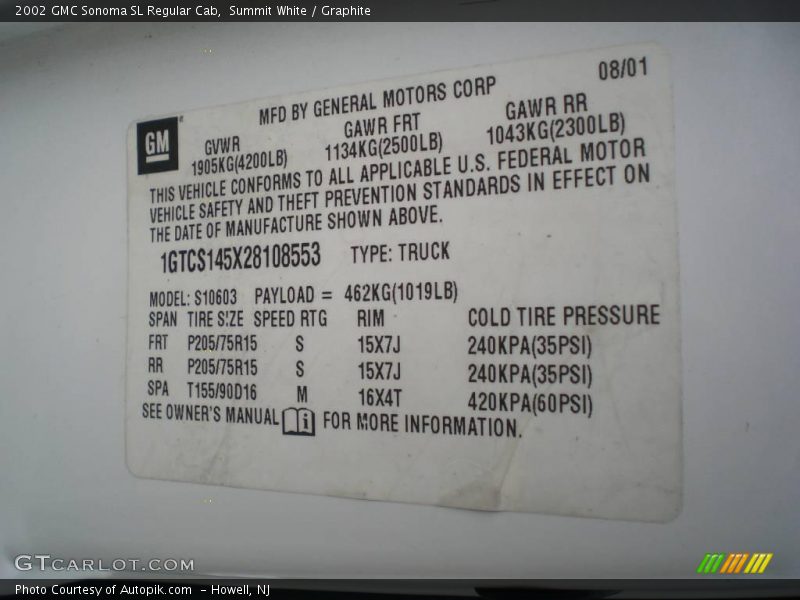 2002 GMC Sonoma SL Regular Cab,  Summit White / Graphite
08/01
MFD BY GENERAL MOTORS CORP
GM
GVWR GAWR FRT GAWR RR
1905KG(4200LB) 1134KG(2500LB) 1043KG(2300LB)
THIS VEHICLE CONFORMS TO ALL APPLICABLE U.S. FEDERAL MOTOR
VEHICLE SAFETY AND THEFT PREVENTION STANDARDS IN EFFECT ON
THE DATE OF MANUFACTURE SHOWN ABOVE.
1GTCS145X28108553 TYPE: TRUCK
MODEL: S10603 PAYLOAD = 462KG(1019LB)
SPAN TIRE SIZE SPEED RTG RIM COLD TIRE PRESSURE
FRT P205/75R15 S 15X7J 240KPA(35PSI)
RR P205/75R15 S 15X7J 240KPA(35PSI)
SPA T155/90D16 M 16X4T 420KPA(60PSI)
SEE OWNER'S MANUAL i FOR MORE INFORMATION.
GTCARLOT.COM
Photo Courtesy of Autopik.com  - Howell, NJ